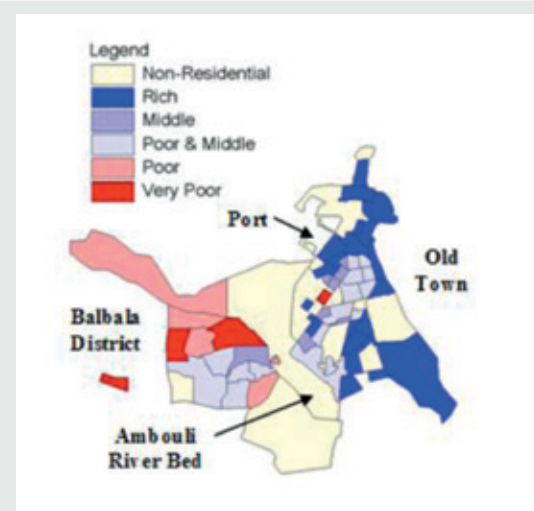 Legend
Non-Residential
Rich
Middle
Poor & Middle
Poor
Very Poor
Port
Old
Town
Balbala
District
Ambouli
River Bed